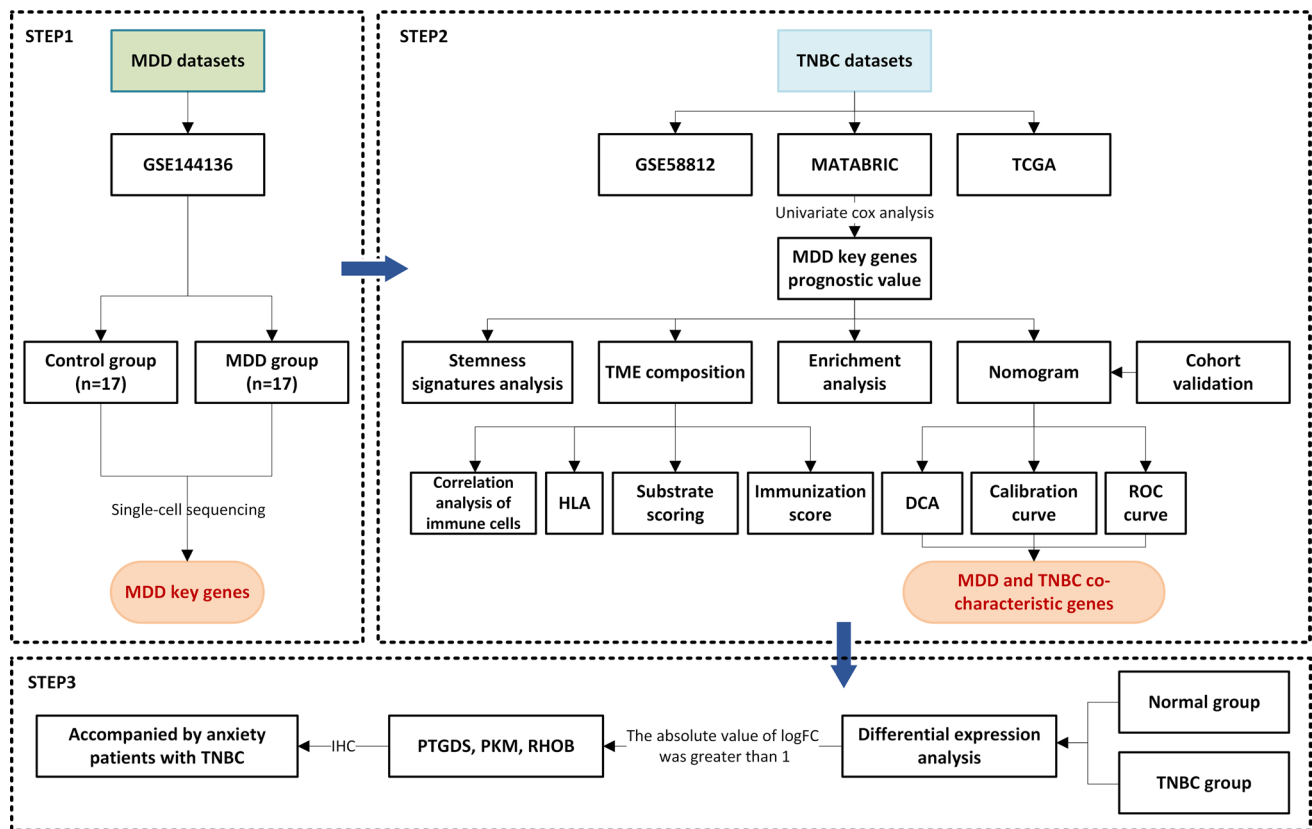 STEP1
MDD datasets
GSE144136
Control group
(n=17)
MDD group
(n=17)
Single-cell sequencing
MDD key genes
STEP2
TNBC datasets
GSE58812
MATABRIC
TCGA
Univariate cox analysis
MDD key genes
prognostic value
Stemness
signatures analysis
TME composition
Enrichment
analysis
Nomogram
Cohort
validation
Correlation
analysis of
immune cells
HLA
Substrate
scoring
Immunization
score
DCA
Calibration
curve
ROC
curve
MDD and TNBC co-
characteristic genes
STEP3
Accompanied by anxiety
patients with TNBC
IHC
PTGDS, PKM, RHOB
The absolute value of logFC
was greater than 1
Differential expression
analysis
Normal group
TNBC group